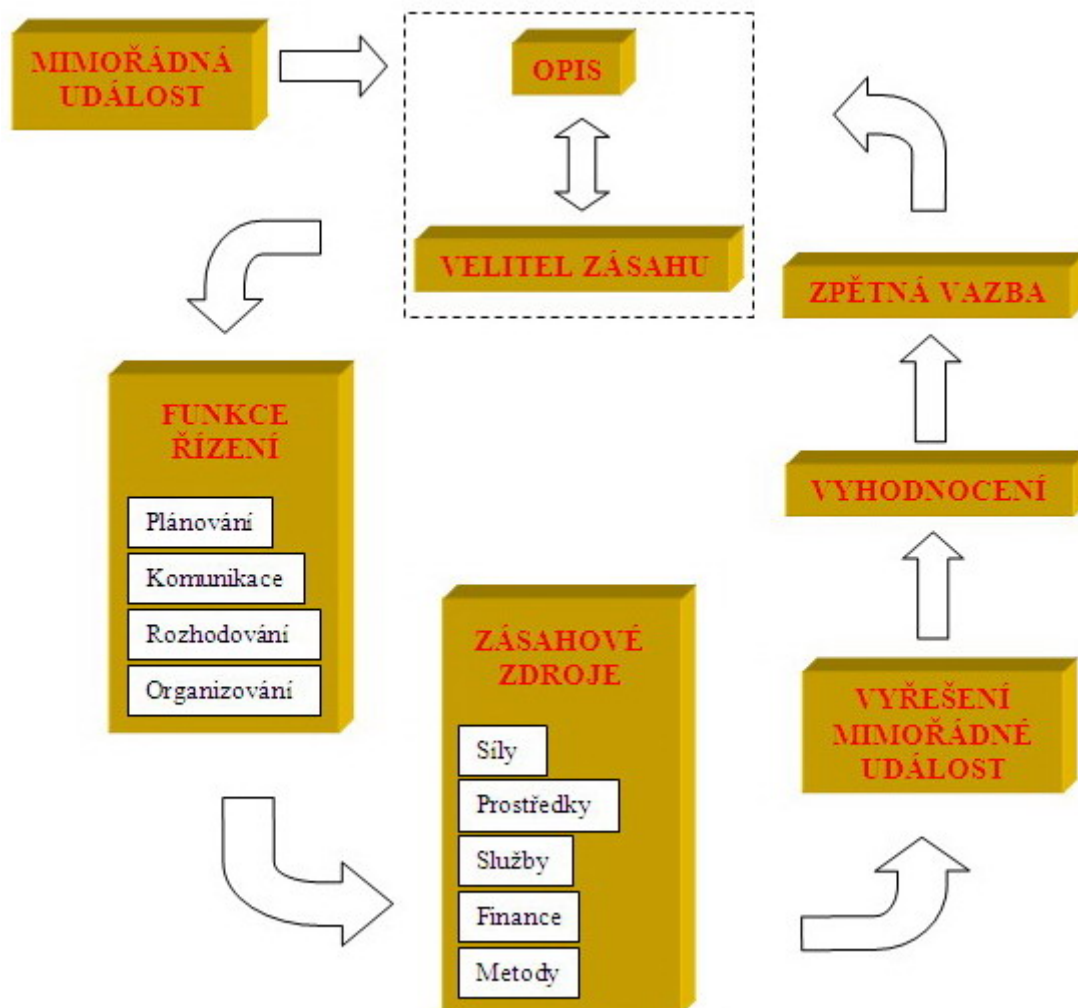 MIMOŘÁDNÁ
UDÁLOST
OPIS
VELITEL ZÁSAHU
FUNKCE
ŘÍZENÍ
Plánování
Komunikace
Rozhodování
Organizování
ZÁSAHOVÉ
ZDROJE
Síly
Prostředky
Služby
Finance
Metody
VYŘEŠENÍ
MIMOŘÁDNÉ
UDÁLOST
VYHODNOCENÍ
ZPĚTNÁ VAZBA